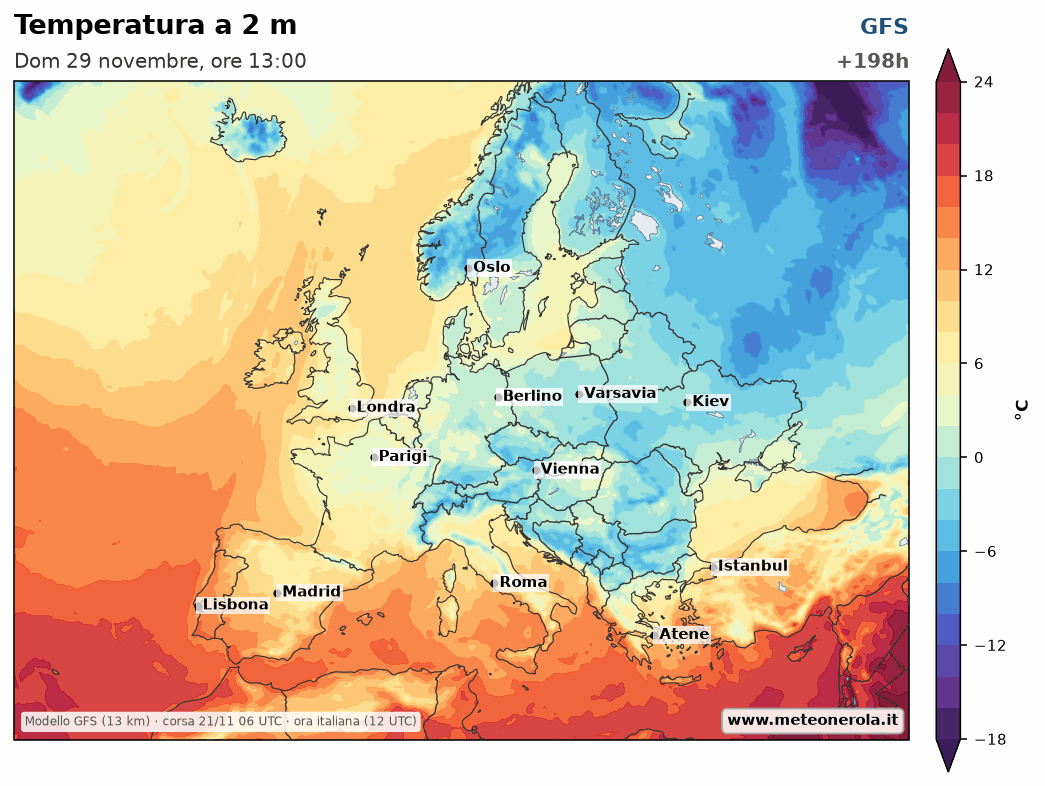 Temperatura a 2 m
GFS
Dom 29 novembre, ore 13:00
+198h
24
18
12
6
0
−6
−12
−18
°C
Oslo
Berlino
Varsavia
Kiev
Londra
Parigi
Vienna
Istanbul
Roma
Madrid
Lisbona
Atene
Modello GFS (13 km) · corsa 21/11 06 UTC · ora italiana (12 UTC)
www.meteonerola.it